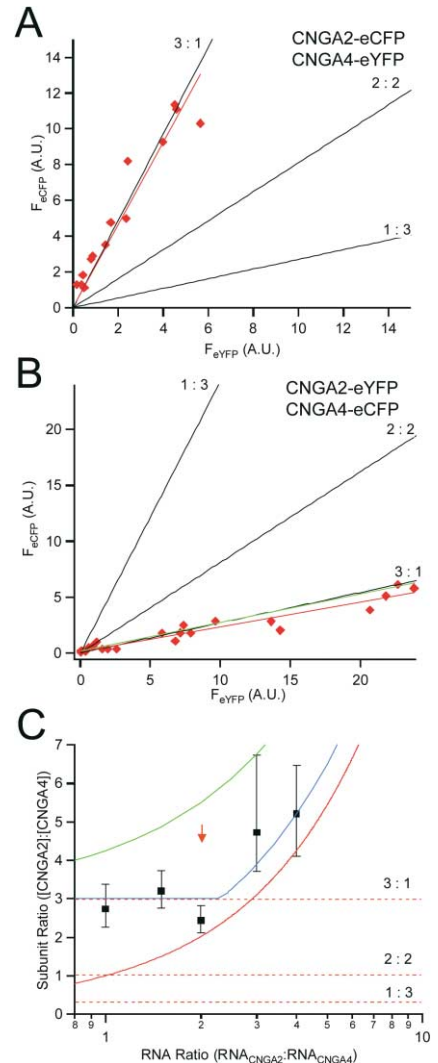 A
CNGA2-eCFP
CNGA4-eYFP
3 : 1
2 : 2
1 : 3
14
12
10
8
6
4
2
0
F_eCFP (A.U.)
0 2 4 6 8 10 12 14
F_eYFP (A.U.)
B
CNGA2-eYFP
CNGA4-eCFP
1 : 3
2 : 2
3 : 1
20
15
10
5
0
F_eCFP (A.U.)
0 5 10 15 20
F_eYFP (A.U.)
C
7
6
5
4
3
2
1
0
Subunit Ratio ([CNGA2]:[CNGA4])
3 : 1
2 : 2
1 : 3
8 9 1 2 3 4 5 6 7 8 9 10
RNA Ratio (RNA_CNGA2:RNA_CNGA4)